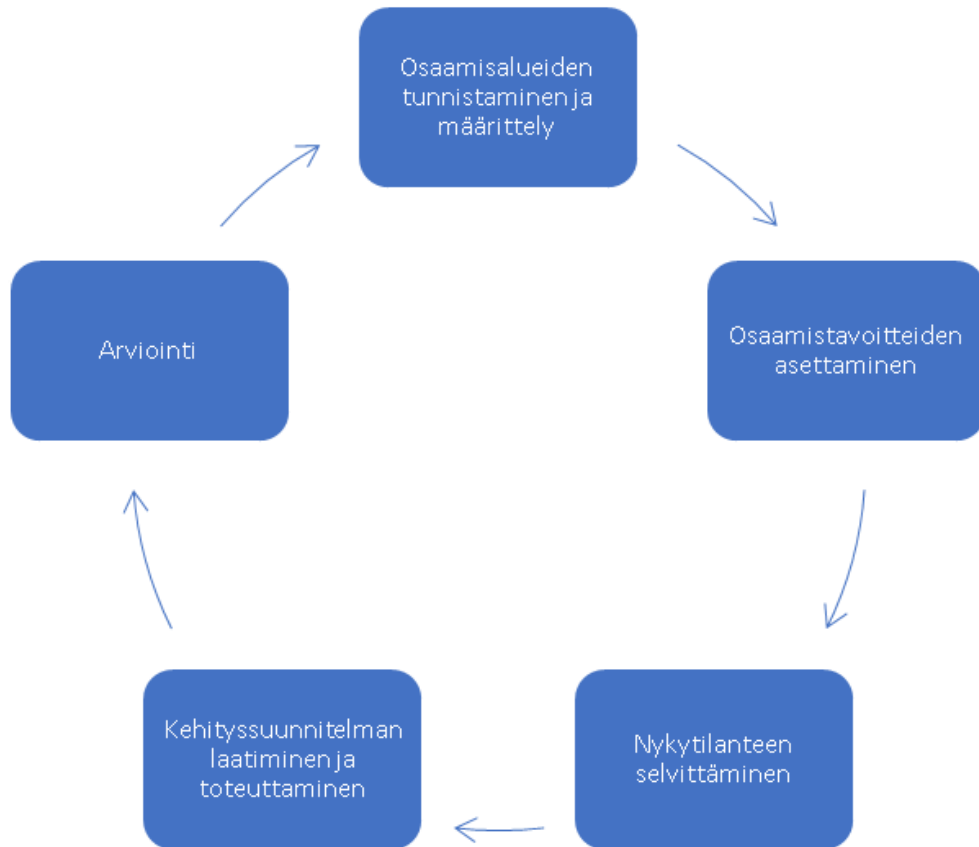 Osaamisalueiden
tunnistaminen ja
määrittely
Osaamistavoitteiden
asettaminen
Nykytilanteen
selvittäminen
Kehityssuunnitelman
laatiminen ja
toteuttaminen
Arviointi